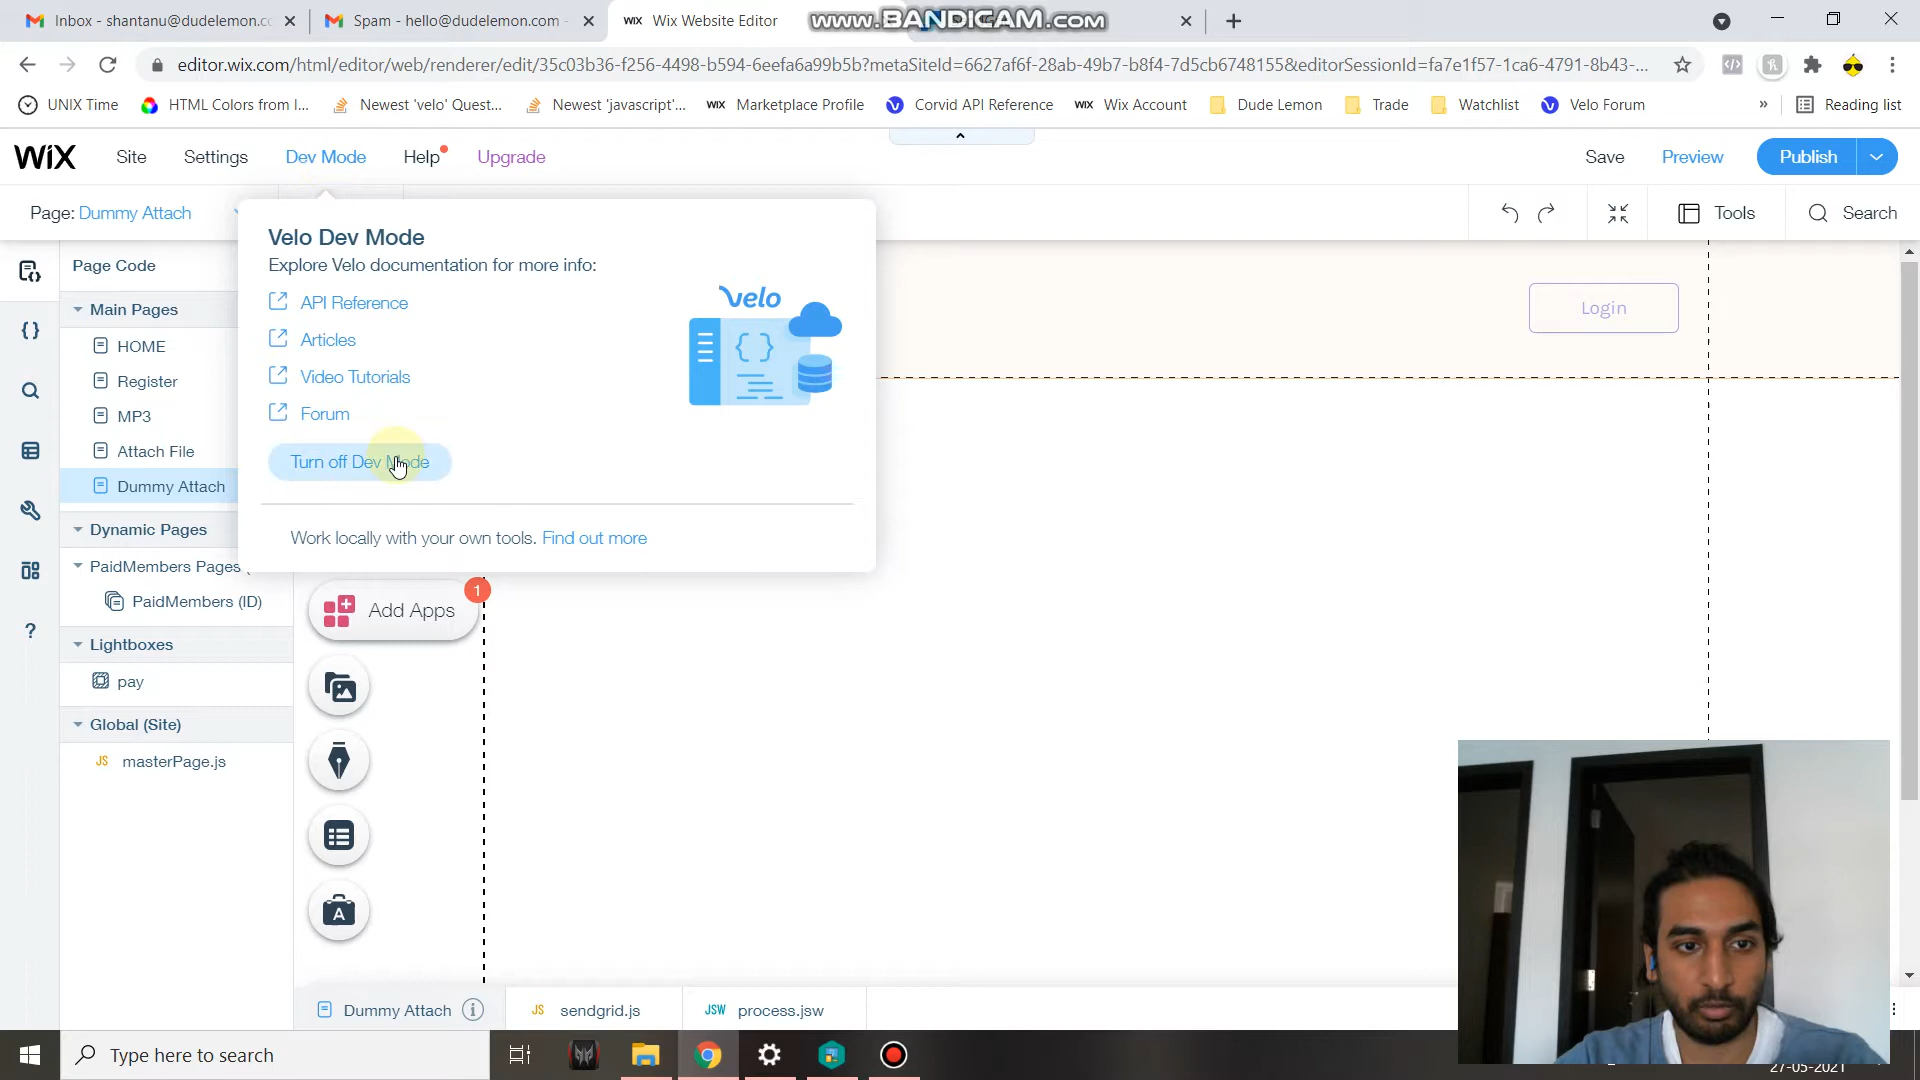 Inbox - shantanu@dudelemon.cc
Spam - hello@dudelemon.com -
WIX Wix Website Editor
www.BANDICAM.com
editor.wix.com/html/editor/web/renderer/edit/35c03b36-f256-4498-b594-6eefa6a99b5b?metaSiteId=6627af6f-28ab-49b7-b8f4-7d5cb6748155&editorSessionId=fa7e1f57-1ca6-4791-8b43-...
UNIX Time
HTML Colors from I...
Newest 'velo' Quest...
Newest 'javascript'...
WIX Marketplace Profile
Corvid API Reference
WIX Wix Account
Dude Lemon
Trade
Watchlist
Velo Forum
»
Reading list
WIX
Site
Settings
Dev Mode
Help
Upgrade
Save
Preview
Publish
Page: Dummy Attach
Tools
Search
Page Code
Main Pages
HOME
Register
MP3
Attach File
Dummy Attach
Dynamic Pages
PaidMembers Pages
PaidMembers (ID)
Lightboxes
pay
Global (Site)
JS masterPage.js
Velo Dev Mode
Explore Velo documentation for more info:
API Reference
Articles
Video Tutorials
Forum
Turn off Dev Mode
velo
Work locally with your own tools. Find out more
Login
Add Apps
1
A
Dummy Attach
JS sendgrid.js
JSW process.jsw
Type here to search
27-05-2021